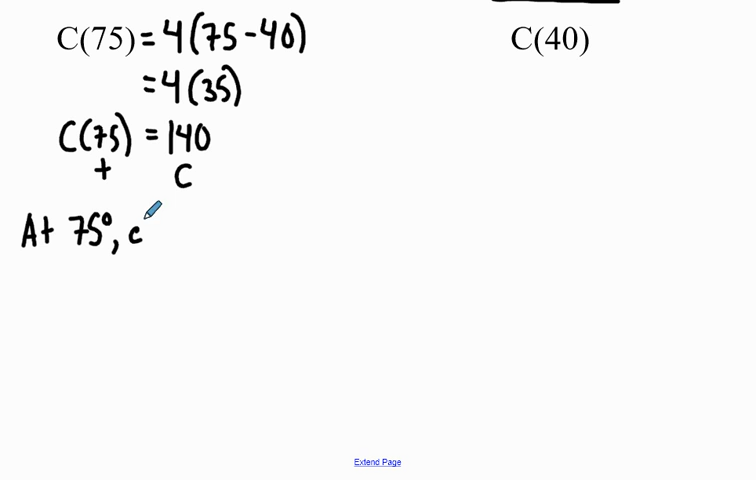 C(75) = 4(75 - 40)
C(40)
= 4(35)
C(75) = 140
t C
At 75°, c
Extend Page